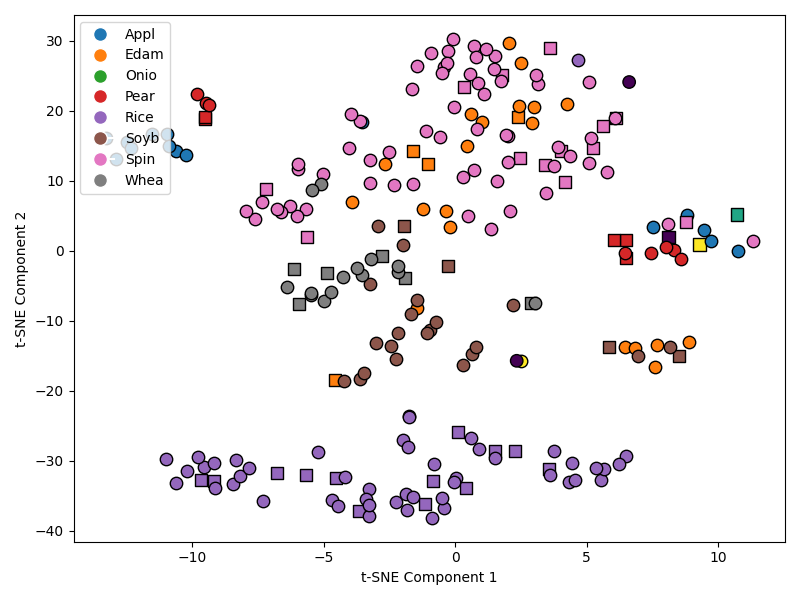 Appl
Edam
Onio
Pear
Rice
Soyb
Spin
Whea
30
20
10
0
−10
−20
−30
−40
t-SNE Component 2
−10 −5 0 5 10
t-SNE Component 1